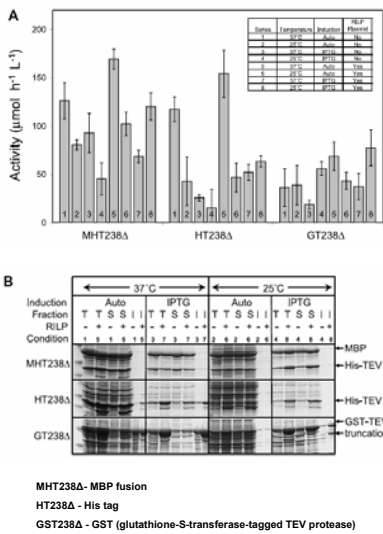 A
Series Temperature Induction RILP Plasmid
1 37˚C Auto No
2 25˚C Auto No
3 37˚C IPTG No
4 25˚C IPTG No
5 37˚C Auto Yes
6 25˚C Auto Yes
7 37˚C IPTG Yes
8 25˚C IPTG Yes
Activity (µmol h⁻¹ L⁻¹)
200
150
100
50
0
1 2 3 4 5 6 7 8 1 2 3 4 5 6 7 8 1 2 3 4 5 6 7 8
MHT238Δ HT238Δ GT238Δ
B
37˚C 25˚C
Induction Auto IPTG Auto IPTG
Fraction T T S S I I T T S S I I T T S S I I T T S S I I
RILP - + - + - + - + - + - + - + - + - + - + - + - +
Condition 1 5 1 5 1 5 3 7 3 7 3 7 2 6 2 6 2 6 4 8 4 8 4 8
MHT238Δ
MBP
His-TEV
HT238Δ
His-TEV
GT238Δ
GST-TEV
truncation
MHT238Δ- MBP fusion
HT238Δ - His tag
GST238Δ - GST (glutathione-S-transferase-tagged TEV protease)